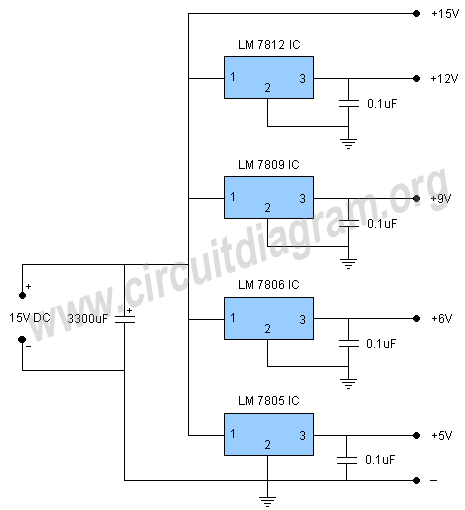 +15V
LM 7812 IC
1 3
2
+12V
0.1uF
LM 7809 IC
1 3
2
+9V
0.1uF
www.circuitdiagram.org
+
15V DC
–
3300uF
+
LM 7806 IC
1 3
2
+6V
0.1uF
LM 7805 IC
1 3
2
+5V
0.1uF
–